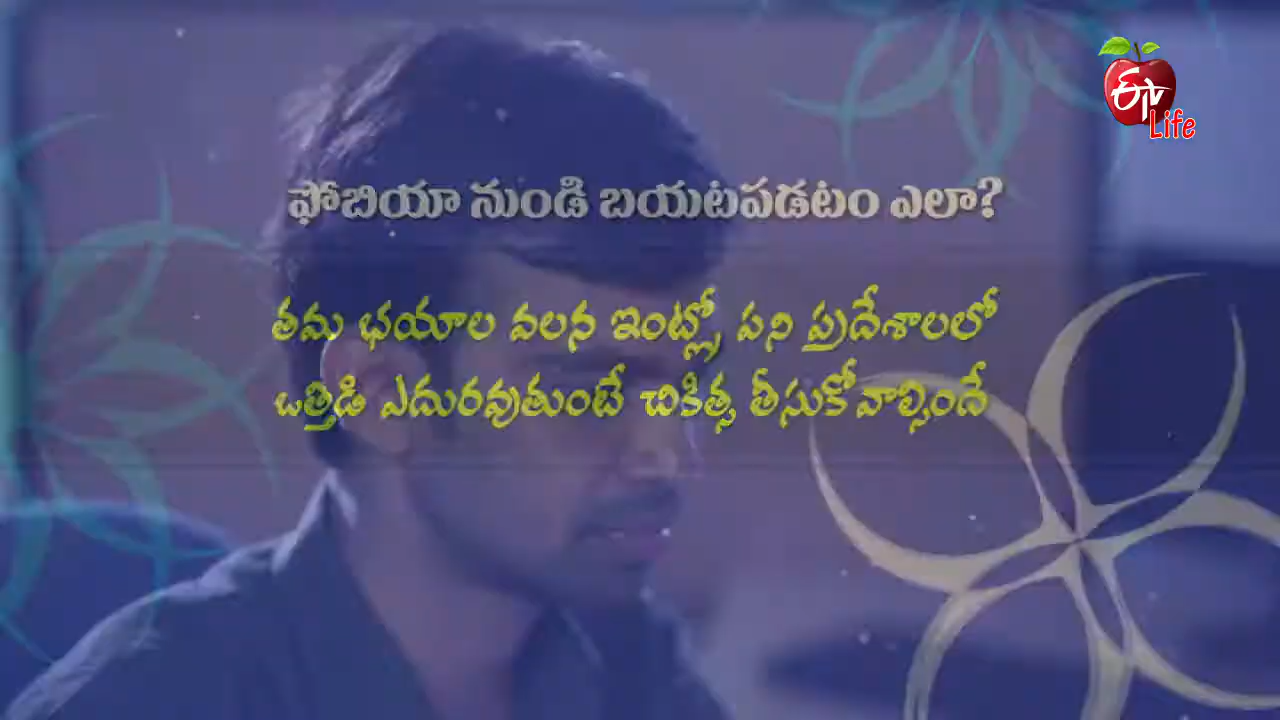 ETV
Life
ఫోబియా నుండి బయటపడటం ఎలా?
తమ భయాల వలన ఇంట్లో, పని ప్రదేశాలలో
ఒత్తిడి ఎదురవుతుంటే చికిత్స తీసుకోవాల్సిందే